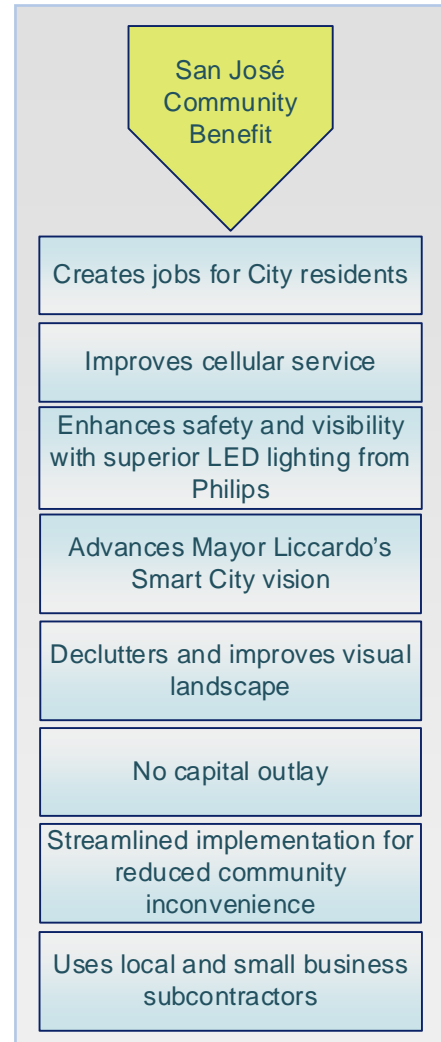 San José
Community
Benefit
Creates jobs for City residents
Improves cellular service
Enhances safety and visibility
with superior LED lighting from
Philips
Advances Mayor Liccardo's
Smart City vision
Declutters and improves visual
landscape
No capital outlay
Streamlined implementation for
reduced community
inconvenience
Uses local and small business
subcontractors